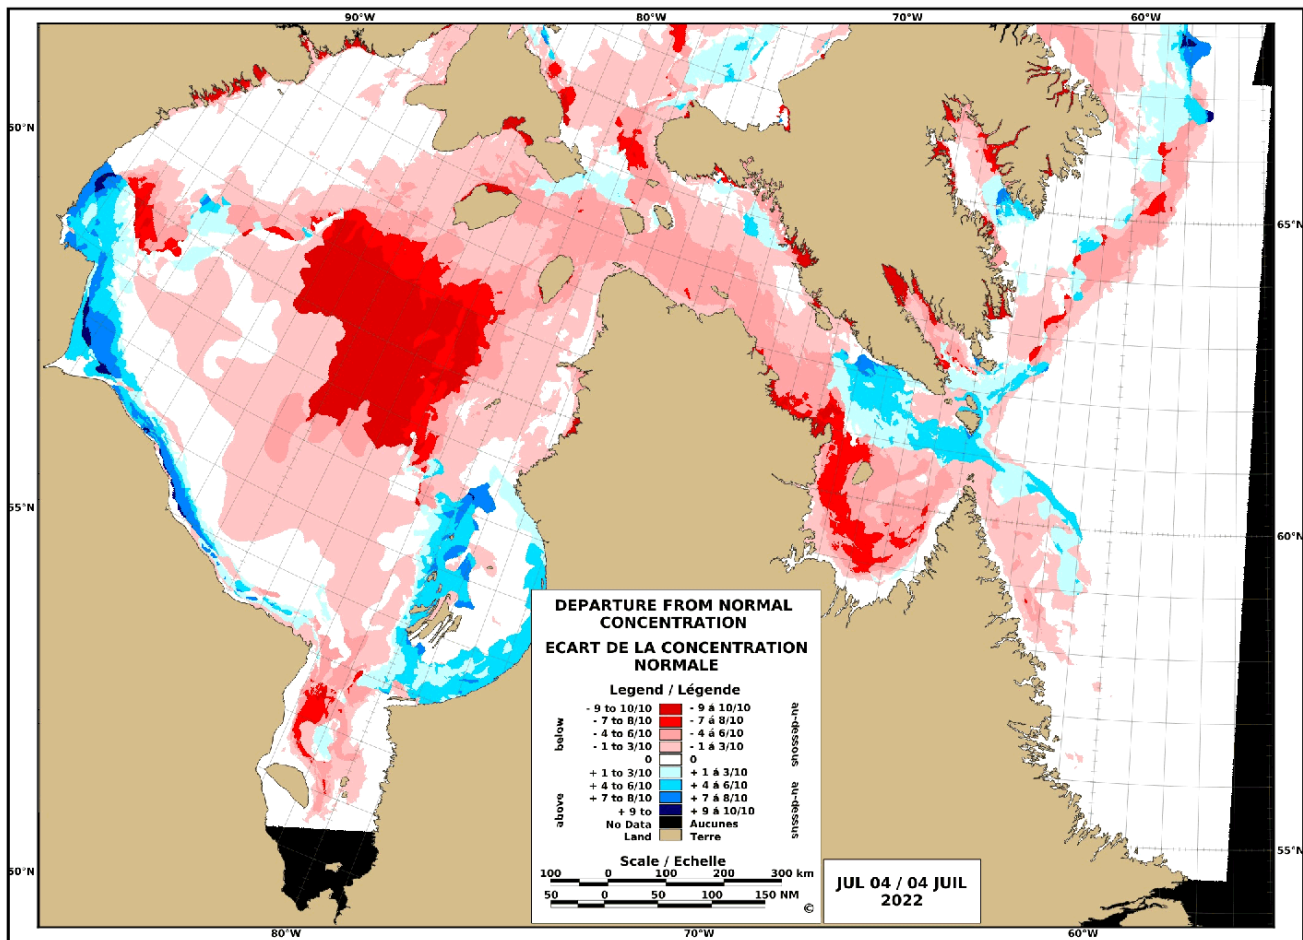 90°W 80°W 70°W 60°W
60°N
65°N
55°N
60°N
DEPARTURE FROM NORMAL
CONCENTRATION
ECART DE LA CONCENTRATION
NORMALE
Legend / Légende
below
above
- 9 to 10/10 - 9 á 10/10
- 7 to 8/10 - 7 á 8/10
- 4 to 6/10 - 4 á 6/10
- 1 to 3/10 - 1 á 3/10
0 0
+ 1 to 3/10 + 1 á 3/10
+ 4 to 6/10 + 4 á 6/10
+ 7 to 8/10 + 7 á 8/10
+ 9 to + 9 á 10/10
No Data Aucunes
Land Terre
au-dessous
au-dessus
Scale / Echelle
100 0 100 200 300 km
50 0 50 100 150 NM
©
JUL 04 / 04 JUIL
2022
55°N
50°N
80°W 70°W 60°W